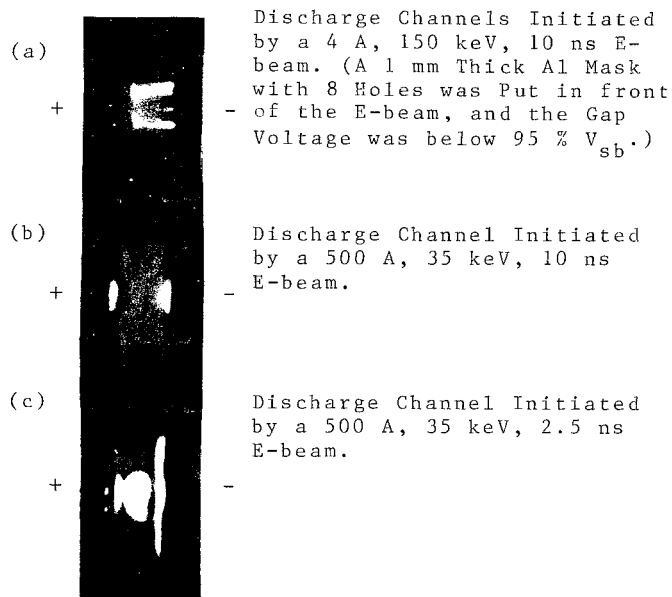 (a)
+
-
Discharge Channels Initiated
by a 4 A, 150 keV, 10 ns E-
beam. (A 1 mm Thick Al Mask
with 8 Holes was Put in front
of the E-beam, and the Gap
Voltage was below 95 % Vsb.)
(b)
+
-
Discharge Channel Initiated
by a 500 A, 35 keV, 10 ns
E-beam.
(c)
+
-
Discharge Channel Initiated
by a 500 A, 35 keV, 2.5 ns
E-beam.